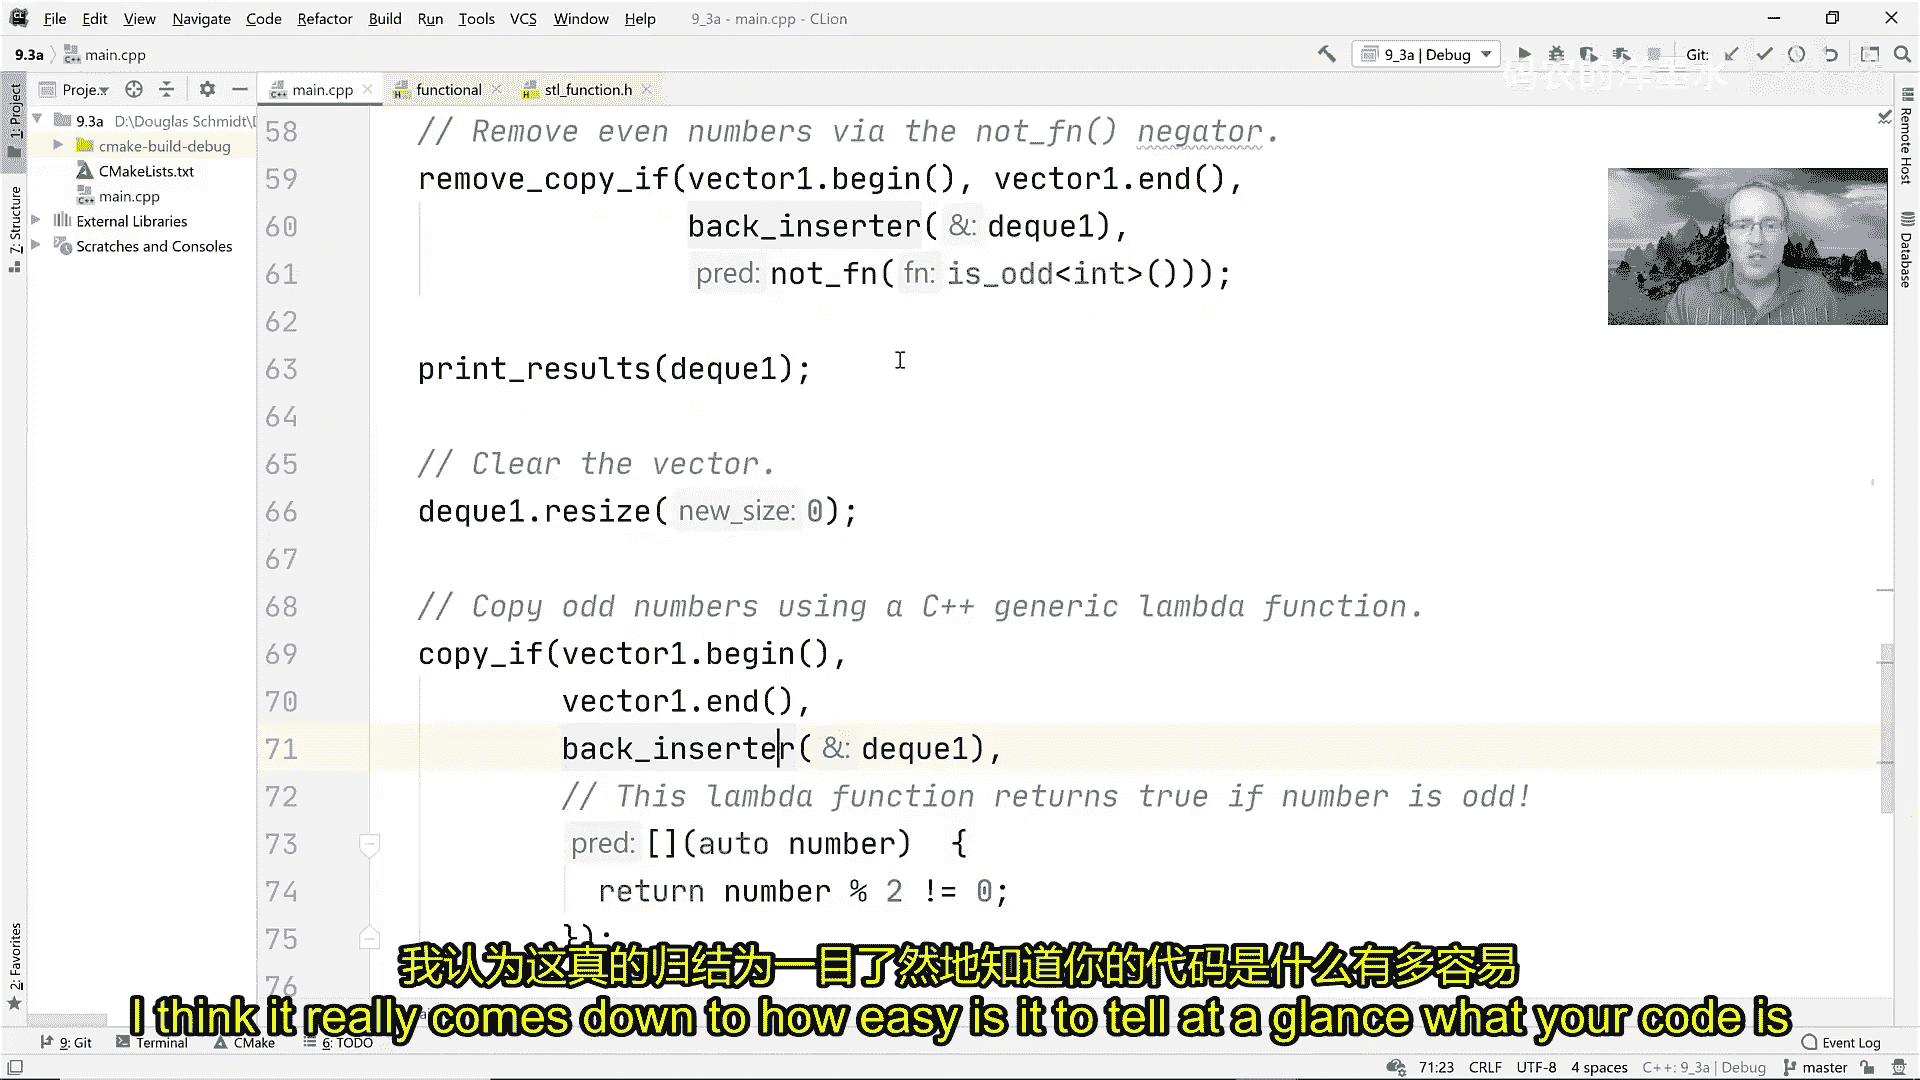 File Edit View Navigate Code Refactor Build Run Tools VCS Window Help 9_3a - main.cpp - CLion
9.3a main.cpp 9_3a | Debug Git:
码农的洋墨水
1: Project Proje... main.cpp functional stl_function.h
9.3a D:\Douglas Schmidt\
cmake-build-debug
CMakeLists.txt
main.cpp
External Libraries
Scratches and Consoles
7: Structure
2: Favorites
Remote Host
Database
58 // Remove even numbers via the not_fn() negator.
59 remove_copy_if(vector1.begin(), vector1.end(),
60 back_inserter( &: deque1),
61 pred: not_fn( fn: is_odd<int>()));
62
63 print_results(deque1);
64
65 // Clear the vector.
66 deque1.resize( new_size: 0);
67
68 // Copy odd numbers using a C++ generic lambda function.
69 copy_if(vector1.begin(),
70 vector1.end(),
71 back_inserter( &: deque1),
72 // This lambda function returns true if number is odd!
73 pred: [](auto number) {
74 return number % 2 != 0;
75 });
76
我认为这真的归结为一目了然地知道你的代码是什么有多容易
I think it really comes down to how easy is it to tell at a glance what your code is
9: Git Terminal CMake 6: TODO Event Log
71:23 CRLF UTF-8 4 spaces C++: 9_3a | Debug master